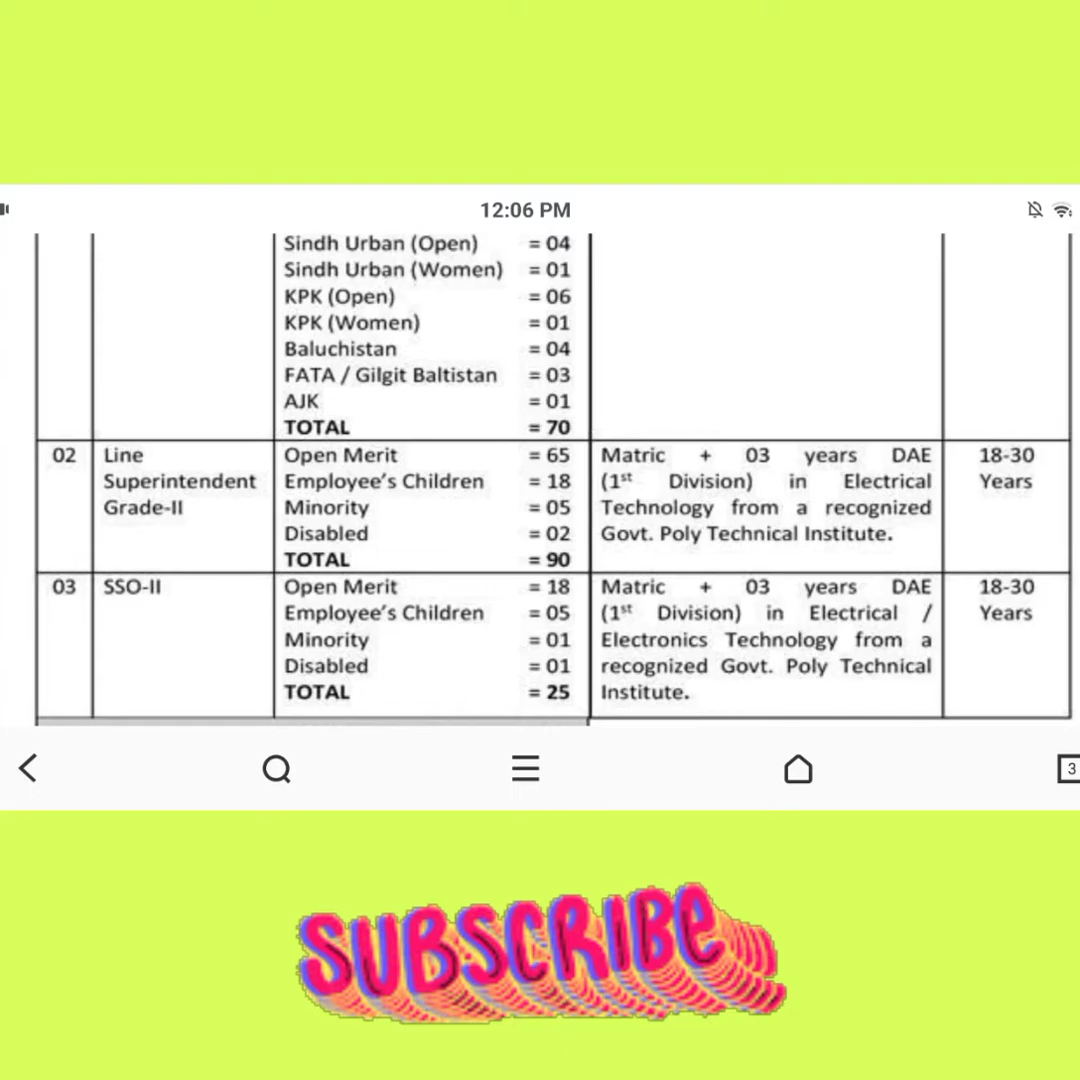 12:06 PM
Sindh Urban (Open) = 04
Sindh Urban (Women) = 01
KPK (Open) = 06
KPK (Women) = 01
Baluchistan = 04
FATA / Gilgit Baltistan = 03
AJK = 01
TOTAL = 70
02 Line Open Merit = 65 Matric + 03 years DAE 18-30
Superintendent Employee's Children = 18 (1st Division) in Electrical Years
Grade-II Minority = 05 Technology from a recognized
Disabled = 02 Govt. Poly Technical Institute.
TOTAL = 90
03 SSO-II Open Merit = 18 Matric + 03 years DAE 18-30
Employee's Children = 05 (1st Division) in Electrical / Years
Minority = 01 Electronics Technology from a
Disabled = 01 recognized Govt. Poly Technical
TOTAL = 25 Institute.
3
SUBSCRIBE